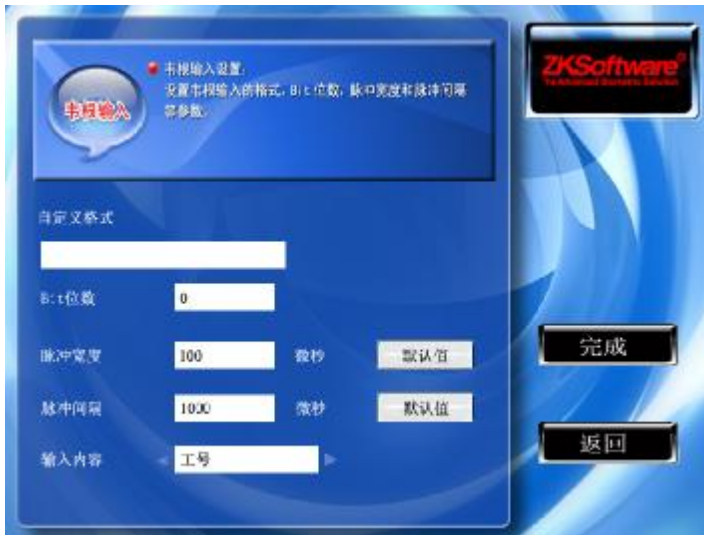 韦根输入
韦根输入设置:
设置韦根输入的格式, Bit位数, 脉冲宽度和脉冲间隔
等参数。
ZKSoftware®
自定义格式
Bit位数 0
脉冲宽度 100 微秒 默认值
脉冲间隔 1000 微秒 默认值
输入内容 工号
完成
返回